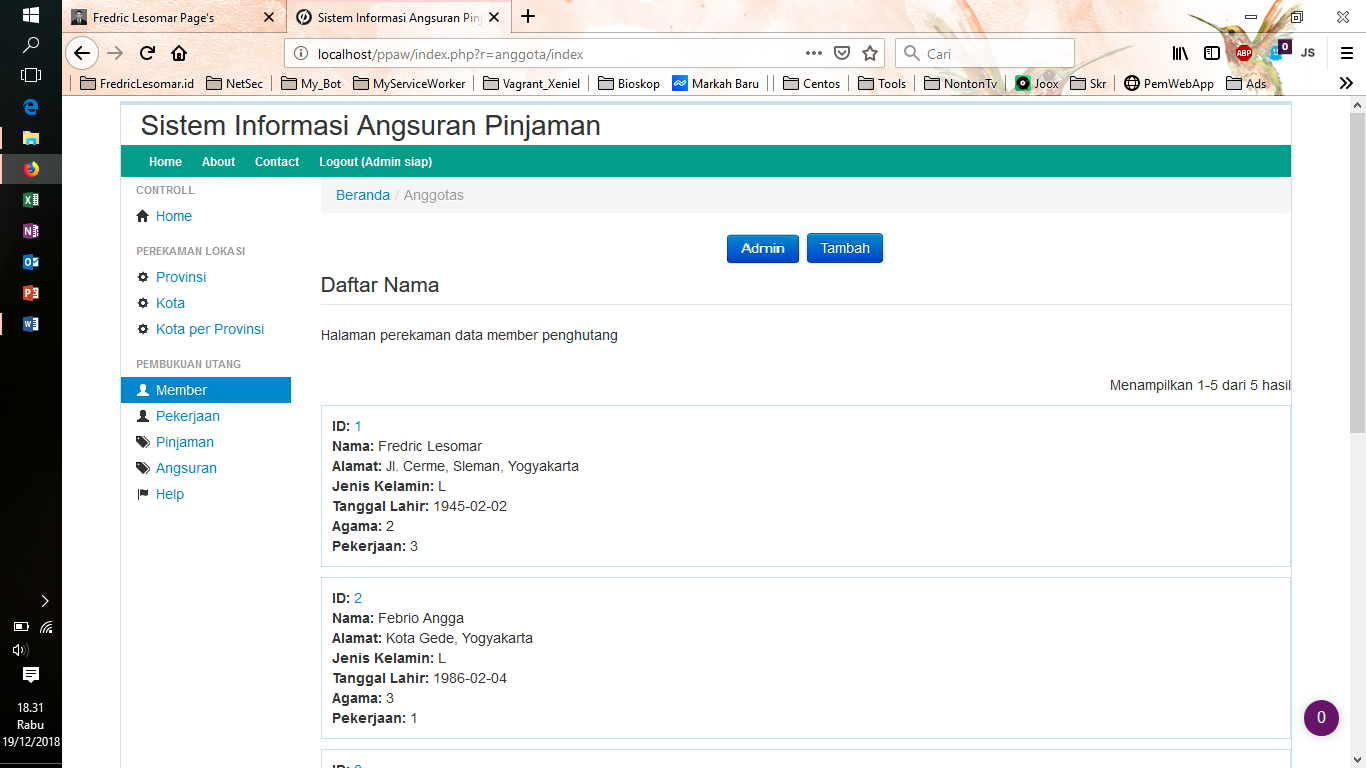 Fredric Lesomar Page's
Sistem Informasi Angsuran Pin
localhost/ppaw/index.php?r=anggota/index
Cari
ABP
0
JS
FredricLesomar.id
NetSec
My_Bot
MyServiceWorker
Vagrant_Xeniel
Bioskop
Markah Baru
Centos
Tools
NontonTv
Joox
Skr
PemWebApp
Ads
Sistem Informasi Angsuran Pinjaman
Home About Contact Logout (Admin siap)
CONTROLL
Home
PEREKAMAN LOKASI
Provinsi
Kota
Kota per Provinsi
PEMBUKUAN UTANG
Member
Pekerjaan
Pinjaman
Angsuran
Help
Beranda / Anggotas
Admin
Tambah
Daftar Nama
Halaman perekaman data member penghutang
Menampilkan 1-5 dari 5 hasil
ID: 1
Nama: Fredric Lesomar
Alamat: Jl. Cerme, Sleman, Yogyakarta
Jenis Kelamin: L
Tanggal Lahir: 1945-02-02
Agama: 2
Pekerjaan: 3
ID: 2
Nama: Febrio Angga
Alamat: Kota Gede, Yogyakarta
Jenis Kelamin: L
Tanggal Lahir: 1986-02-04
Agama: 3
Pekerjaan: 1
0
18.31
Rabu
19/12/2018